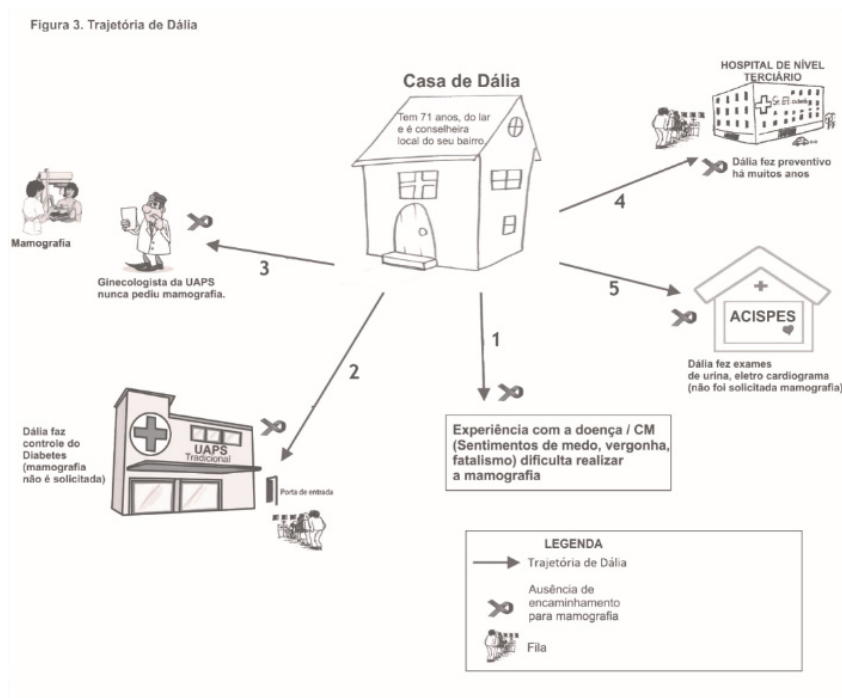 Figura 3. Trajetória de Dália
Casa de Dália
Tem 71 anos, do lar
e é conselheira
local do seu bairro.
HOSPITAL DE NÍVEL
TERCIÁRIO
Dália fez preventivo
há muitos anos
4
Mamografia
Ginecologista da UAPS
nunca pediu mamografia.
3
5
ACISPES
Dália fez exames
de urina, eletro cardiograma
(não foi solicitada mamografia)
1
2
Experiência com a doença / CM
(Sentimentos de medo, vergonha,
fatalismo) dificulta realizar
a mamografia
Dália faz
controle do
Diabetes
(mamografia
não é solicitada)
UAPS
Tradicional
Porta de entrada
LEGENDA
Trajetória de Dália
Ausência de
encaminhamento
para mamografia
Fila